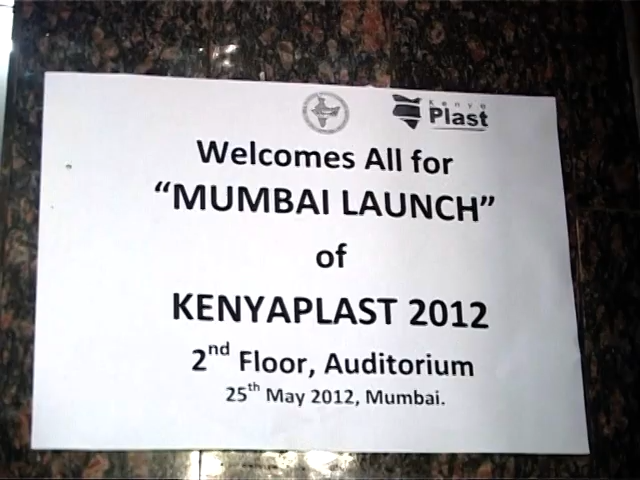 Kenya
Plast
Welcomes All for
“MUMBAI LAUNCH”
of
KENYAPLAST 2012
2nd Floor, Auditorium
25th May 2012, Mumbai.